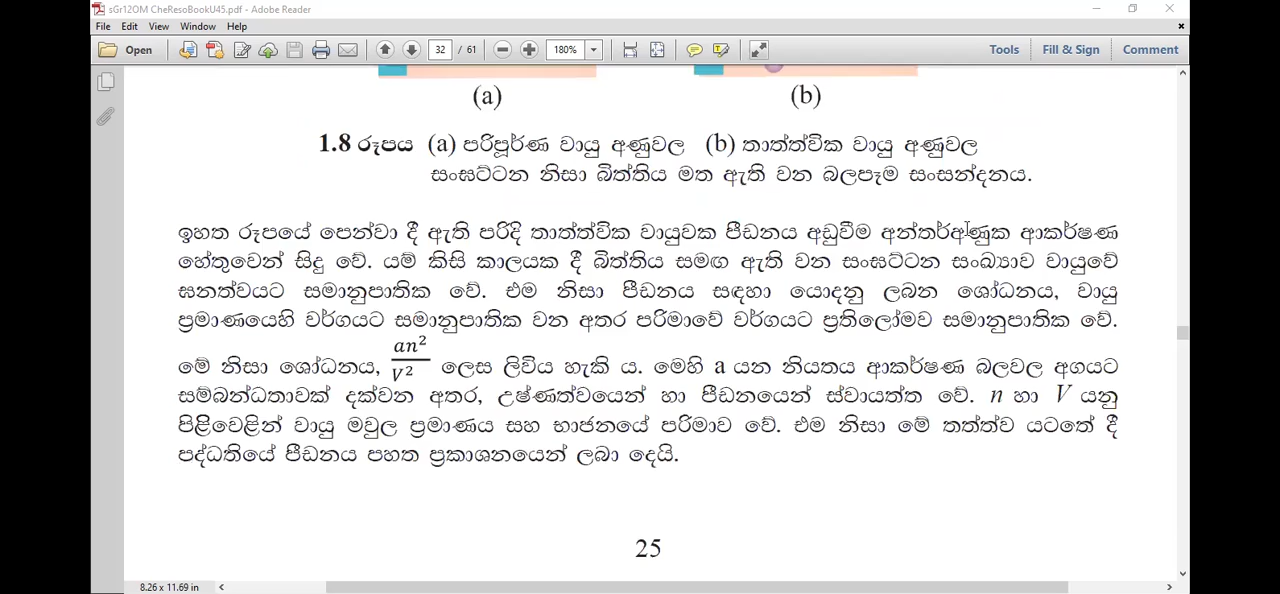 sGr12OM CheResoBookU45.pdf - Adobe Reader
File Edit View Window Help
Open 32 / 61 180% Tools Fill & Sign Comment
(a) (b)
1.8 රූපය (a) පරිපූර්ණ වායු අණුවල (b) තාත්ත්වික වායු අණුවල
සංඝට්ටන නිසා බිත්තිය මත ඇති වන බලපෑම සංසන්දනය.
ඉහත රූපයේ පෙන්වා දී ඇති පරිදි තාත්ත්වික වායුවක පීඩනය අඩුවීම අන්තර්අණුක ආකර්ෂණ
හේතුවෙන් සිදු වේ. යම් කිසි කාලයක දී බිත්තිය සමඟ ඇති වන සංඝට්ටන සංඛ්‍යාව වායුවේ
ඝනත්වයට සමානුපාතික වේ. එම නිසා පීඩනය සඳහා යොදනු ලබන ශෝධනය, වායු
ප්‍රමාණයෙහි වර්ගයට සමානුපාතික වන අතර පරිමාවේ වර්ගයට ප්‍රතිලෝමව සමානුපාතික වේ.
මේ නිසා ශෝධනය, an²/V² ලෙස ලිවිය හැකි ය. මෙහි a යන නියතය ආකර්ෂණ බලවල අගයට
සම්බන්ධතාවක් දක්වන අතර, උෂ්ණත්වයෙන් හා පීඩනයෙන් ස්වායත්ත වේ. n හා V යනු
පිළිවෙළින් වායු මවුල ප්‍රමාණය සහ භාජනයේ පරිමාව වේ. එම නිසා මේ තත්ත්ව යටතේ දී
පද්ධතියේ පීඩනය පහත ප්‍රකාශනයෙන් ලබා දෙයි.
25
8.26 x 11.69 in